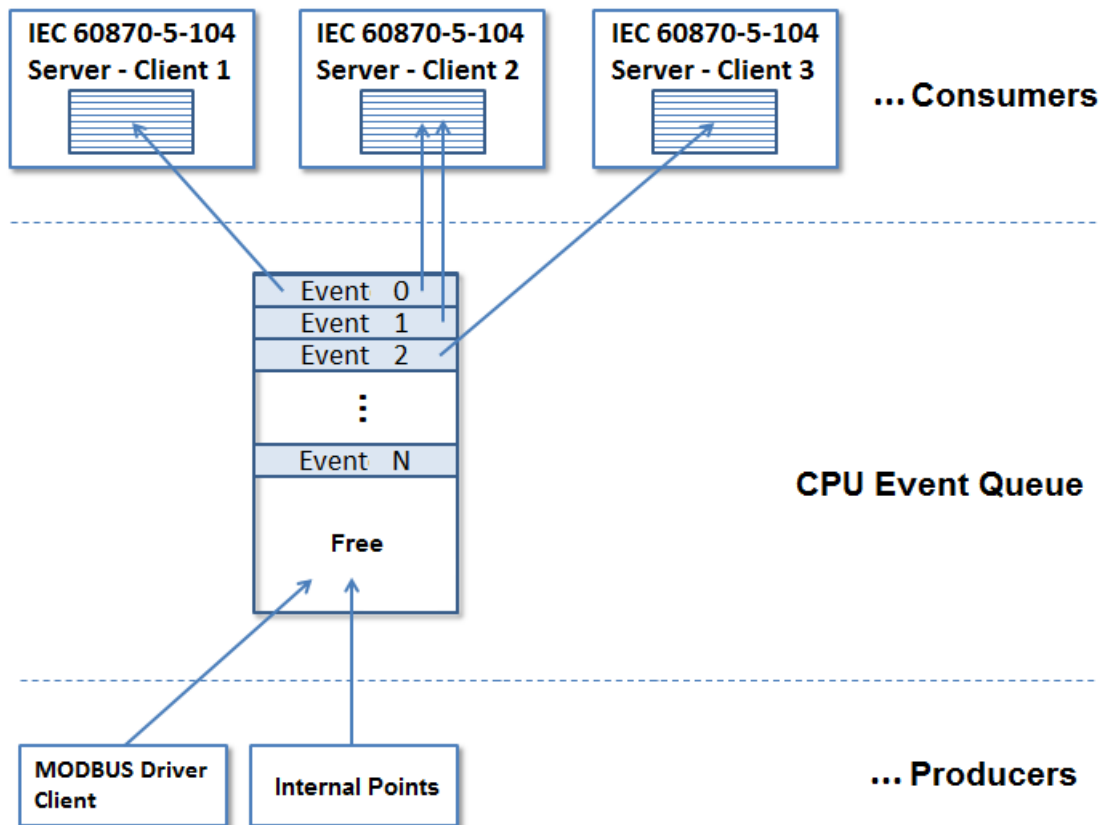 IEC 60870-5-104
Server - Client 1
IEC 60870-5-104
Server - Client 2
IEC 60870-5-104
Server - Client 3
... Consumers
Event 0
Event 1
Event 2
⋮
Event N
Free
CPU Event Queue
MODBUS Driver
Client
Internal Points
... Producers